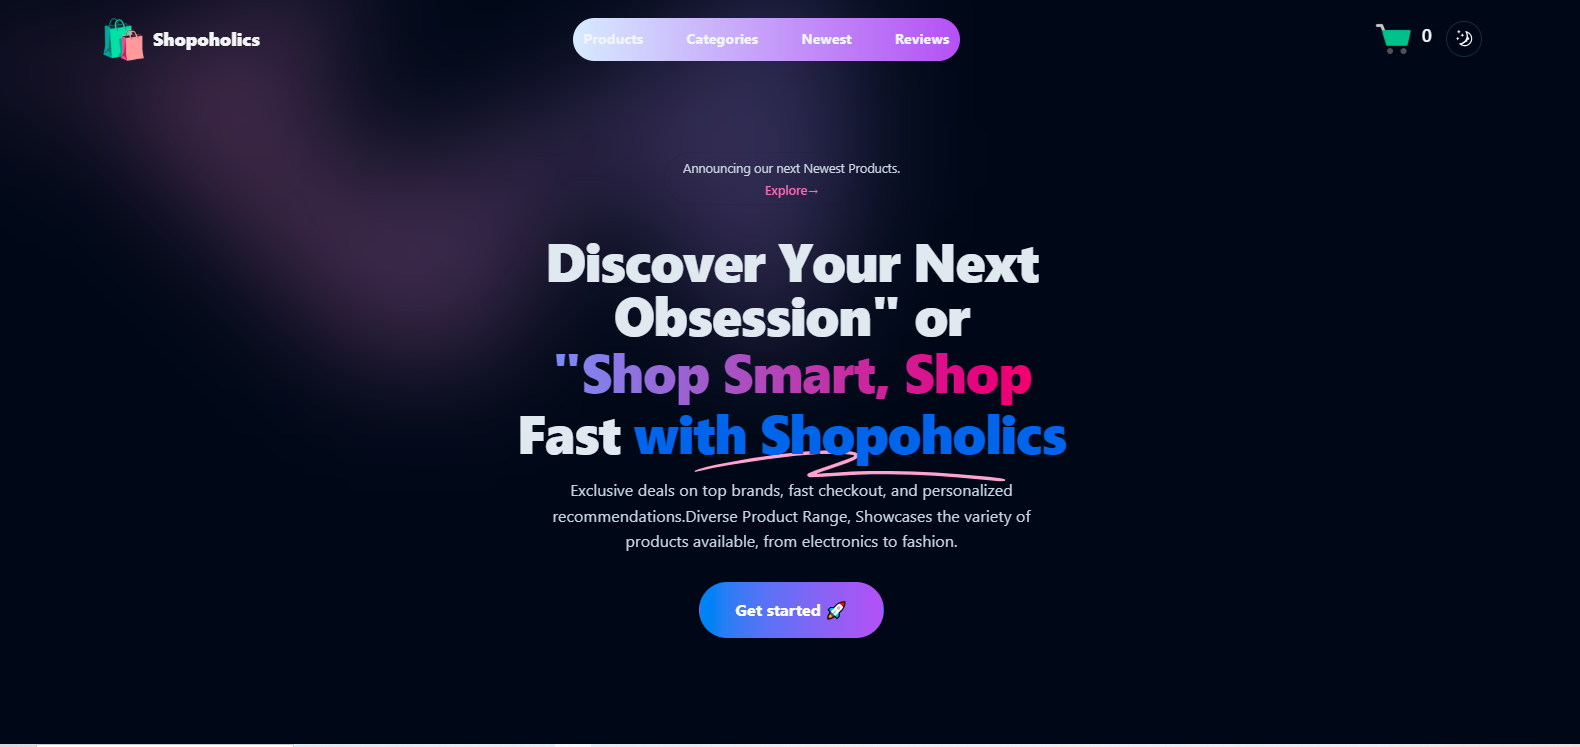 Shopoholics
Products Categories Newest Reviews
0
Announcing our next Newest Products.
Explore→
Discover Your Next
Obsession" or
"Shop Smart, Shop
Fast with Shopoholics
Exclusive deals on top brands, fast checkout, and personalized
recommendations.Diverse Product Range, Showcases the variety of
products available, from electronics to fashion.
Get started 🚀